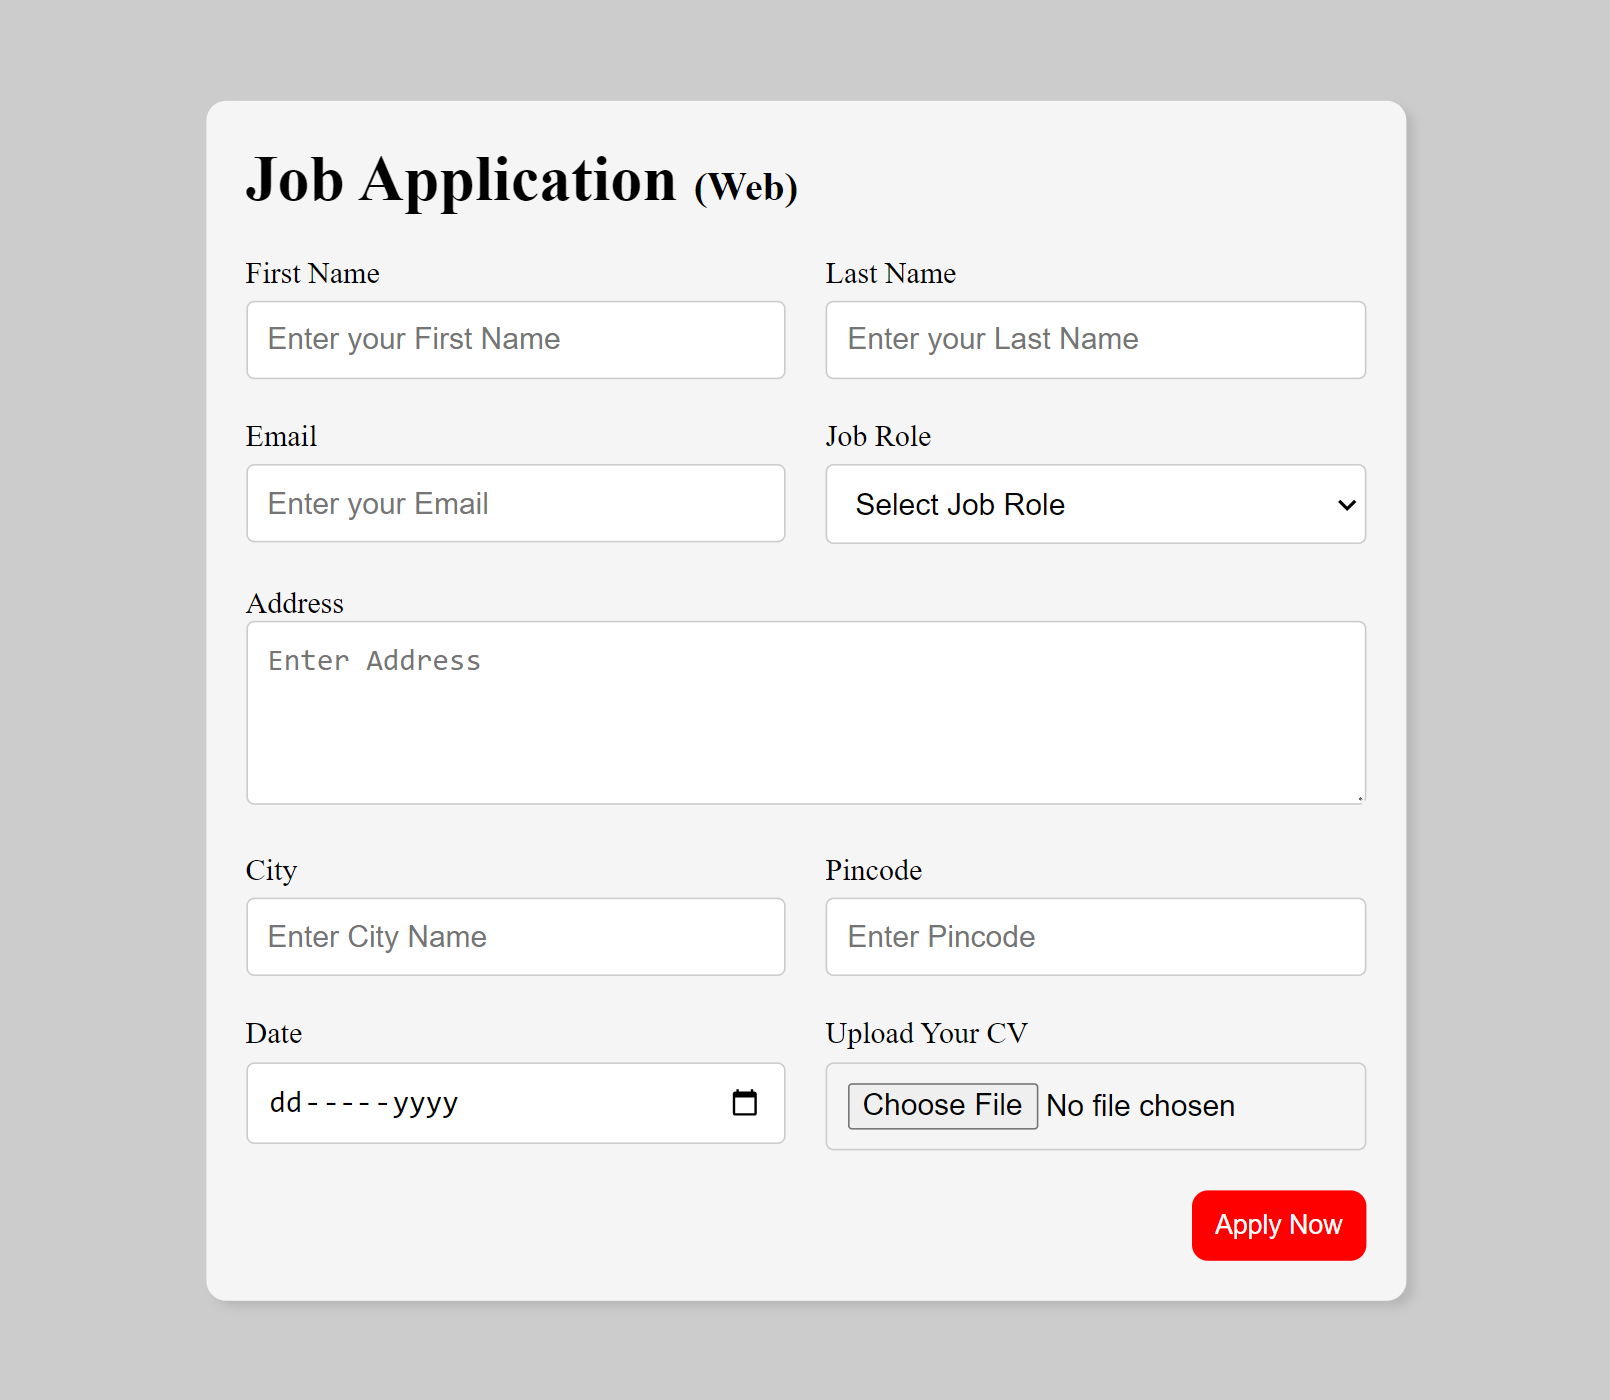 Job Application (Web)
First Name
Last Name
Enter your First Name
Enter your Last Name
Email
Job Role
Enter your Email
Select Job Role
Address
Enter Address
City
Pincode
Enter City Name
Enter Pincode
Date
Upload Your CV
dd-----yyyy
Choose File No file chosen
Apply Now